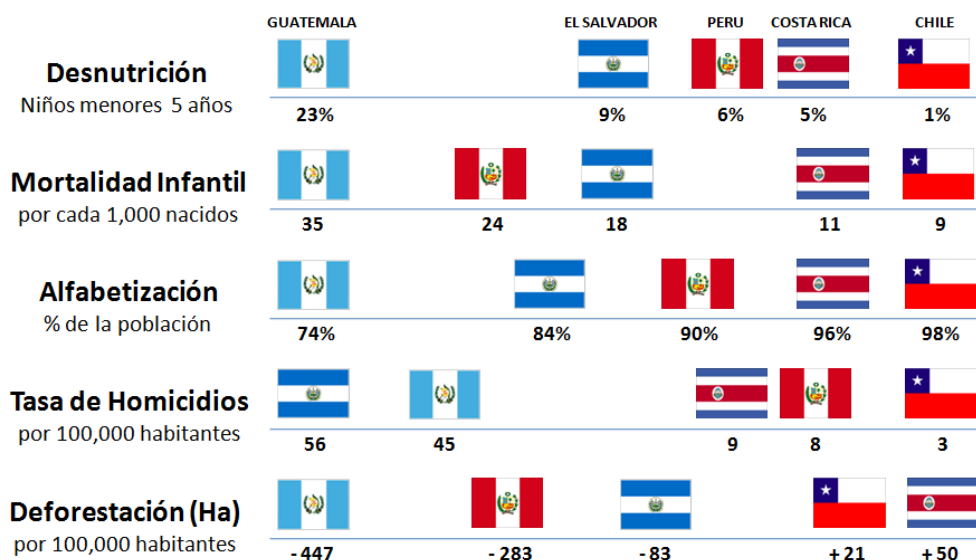 GUATEMALA EL SALVADOR PERU COSTA RICA CHILE
Desnutrición
Niños menores 5 años
23% 9% 6% 5% 1%
Mortalidad Infantil
por cada 1,000 nacidos
35 24 18 11 9
Alfabetización
% de la población
74% 84% 90% 96% 98%
Tasa de Homicidios
por 100,000 habitantes
56 45 9 8 3
Deforestación (Ha)
por 100,000 habitantes
- 447 - 283 - 83 + 21 + 50